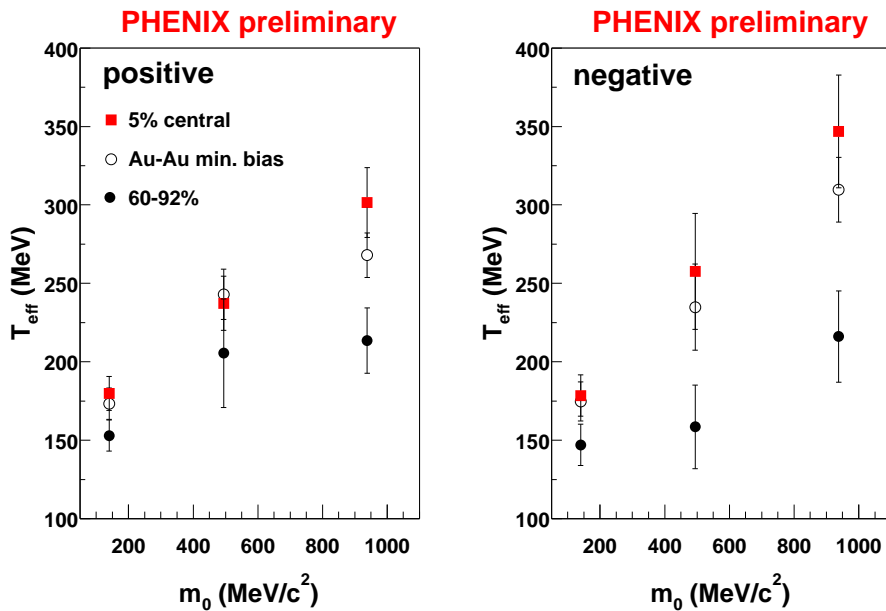 PHENIX preliminary
positive
5% central
Au-Au min. bias
60-92%
400
350
300
250
200
150
100
T_eff (MeV)
200 400 600 800 1000
m_0 (MeV/c^2)
PHENIX preliminary
negative
400
350
300
250
200
150
100
T_eff (MeV)
200 400 600 800 1000
m_0 (MeV/c^2)